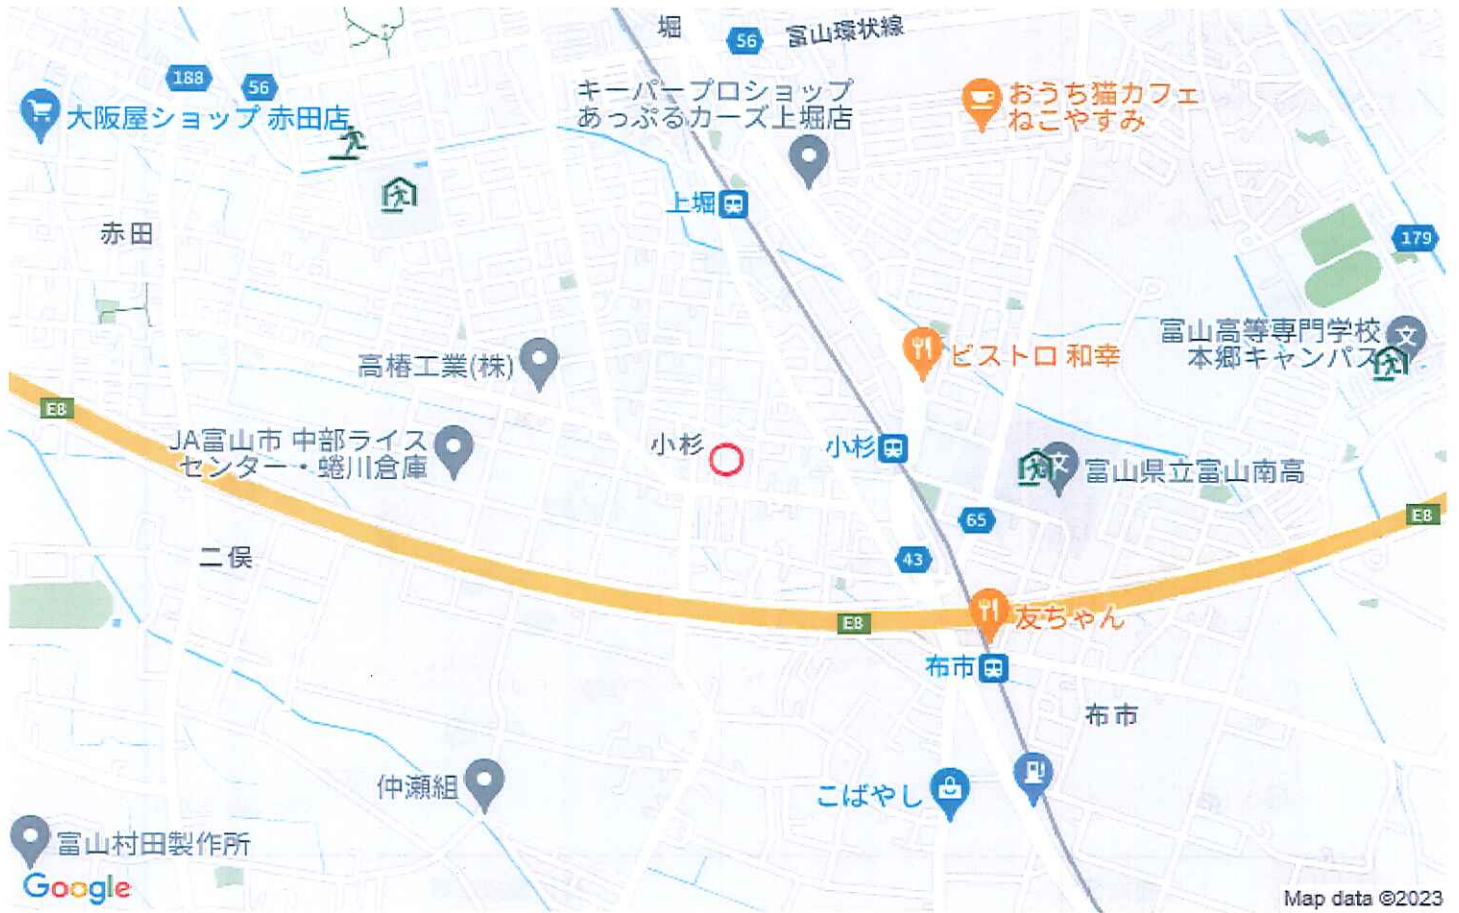 堀
56
富山環状線
188
56
キーパープロショップ
あっぷるカーズ上堀店
おうち猫カフェ
ねこやすみ
大阪屋ショップ 赤田店
上堀
赤田
179
富山高等専門学校
本郷キャンパス
ビストロ 和幸
高椿工業(株)
E8
JA富山市 中部ライス
センター・蜷川倉庫
小杉
小杉
富山県立富山南高
65
E8
43
二俣
E8
友ちゃん
布市
布市
仲瀬組
こばやし
富山村田製作所
Google
Map data ©2023